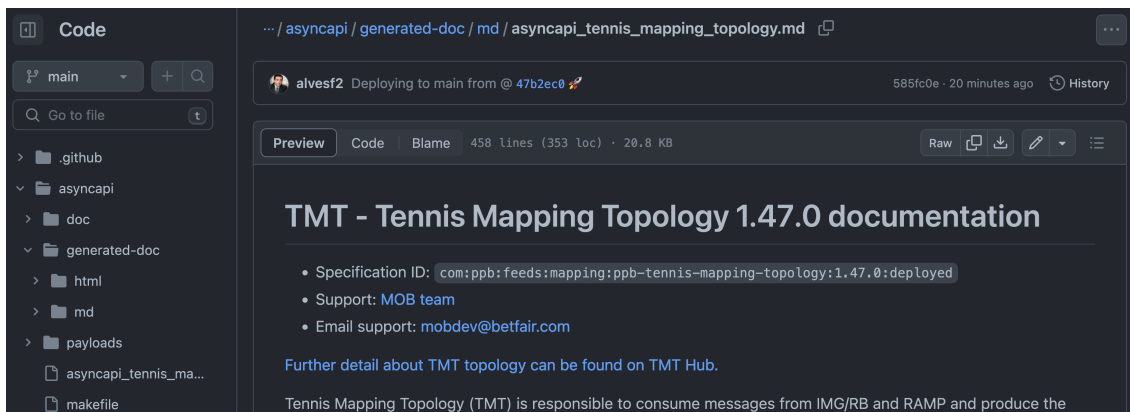 Code
··· / asyncapi / generated-doc / md / asyncapi_tennis_mapping_topology.md
···
main
Go to file
t
alvesf2 Deploying to main from @ 47b2ec0 🚀
585fc0e · 20 minutes ago
History
Preview
Code
Blame
458 lines (353 loc) · 20.8 KB
Raw
.github
asyncapi
doc
generated-doc
html
md
payloads
asyncapi_tennis_ma...
makefile
TMT - Tennis Mapping Topology 1.47.0 documentation
• Specification ID: com:ppb:feeds:mapping:ppb-tennis-mapping-topology:1.47.0:deployed
• Support: MOB team
• Email support: mobdev@betfair.com
Further detail about TMT topology can be found on TMT Hub.
Tennis Mapping Topology (TMT) is responsible to consume messages from IMG/RB and RAMP and produce the